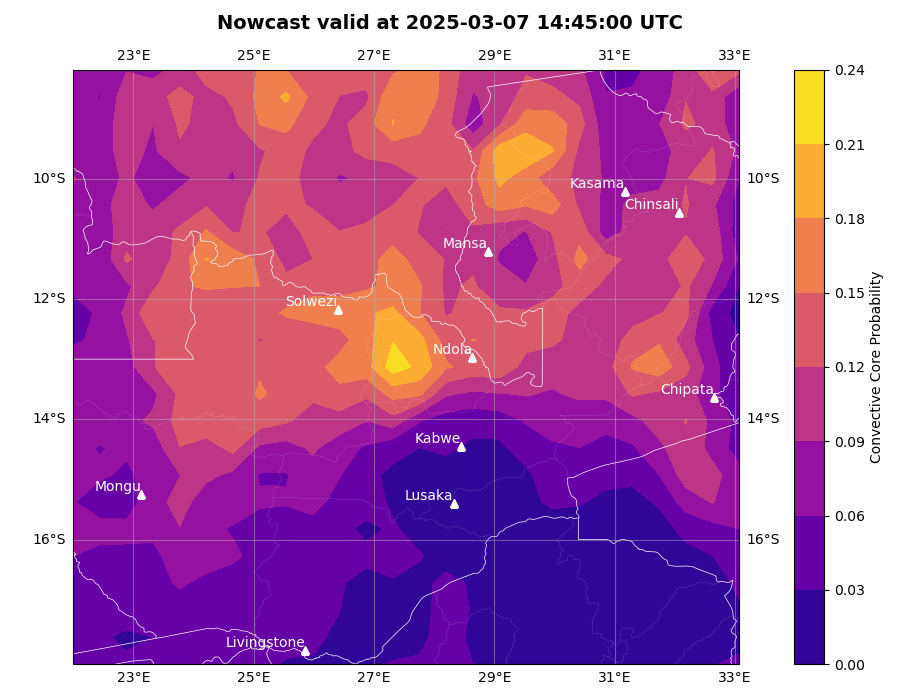 Nowcast valid at 2025-03-07 14:45:00 UTC
23°E 25°E 27°E 29°E 31°E 33°E
0.24
0.21
0.18
0.15
0.12
0.09
0.06
0.03
0.00
Convective Core Probability
10°S 10°S
12°S 12°S
14°S 14°S
16°S 16°S
Kasama
Chinsali
Mansa
Solwezi
Ndola
Chipata
Kabwe
Mongu
Lusaka
Livingstone
23°E 25°E 27°E 29°E 31°E 33°E